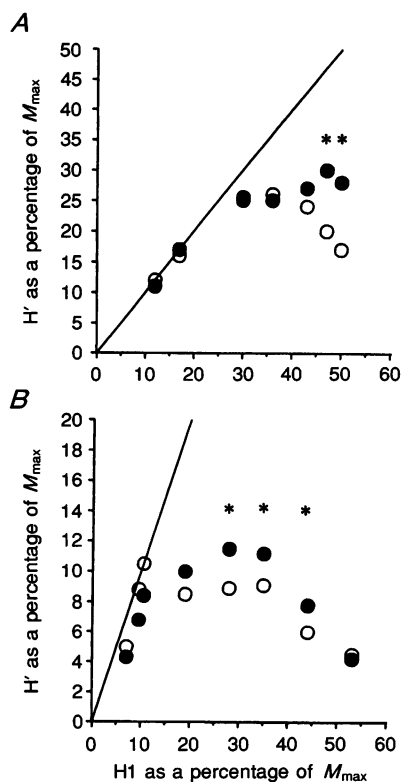 A
H′ as a percentage of Mmax
50
45
40
35
30
25
20
15
10
5
0
* *
0 10 20 30 40 50 60
B
H′ as a percentage of Mmax
20
18
16
14
12
10
8
6
4
2
0
* * *
0 10 20 30 40 50 60
H1 as a percentage of Mmax